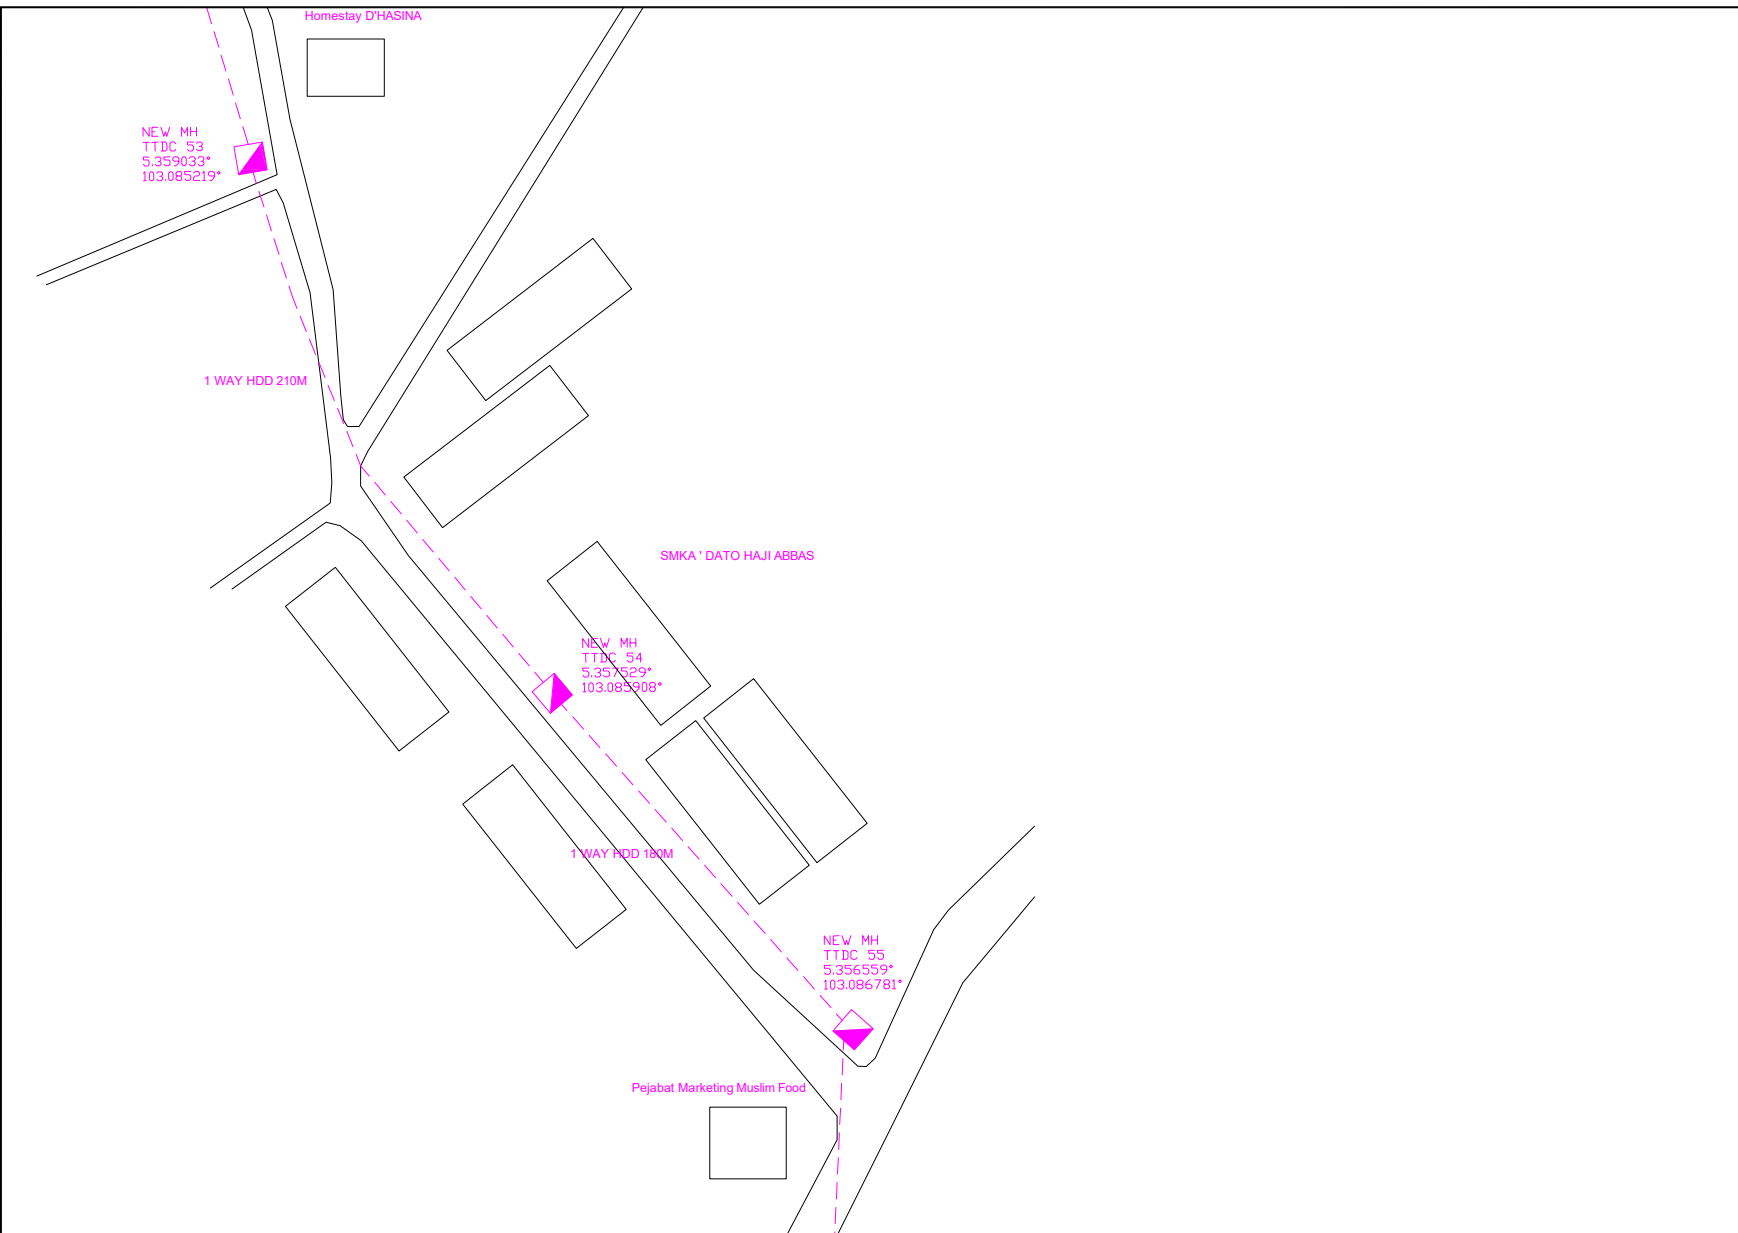 Homestay D'HASINA
NEW MH
TTDC 53
5.359033°
103.085219°
1 WAY HDD 210M
SMKA ' DATO HAJI ABBAS
NEW MH
TTDC 54
5.357529°
103.085908°
1 WAY HDD 180M
NEW MH
TTDC 55
5.356559°
103.086781°
Pejabat Marketing Muslim Food